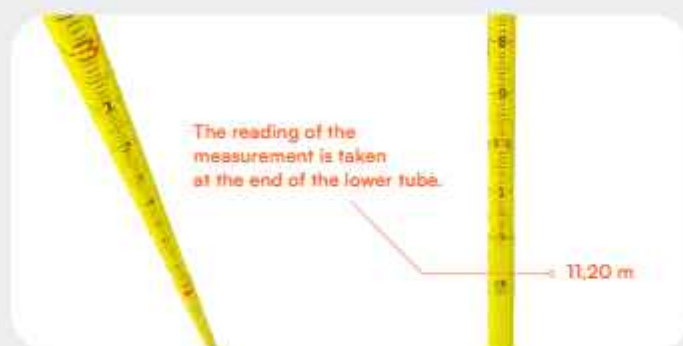 The reading of the
measurement is taken
at the end of the lower tube.
11,20 m